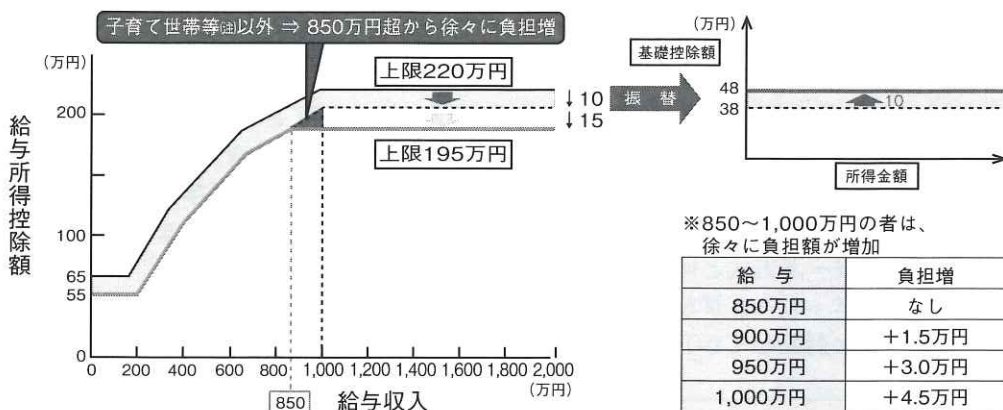 子育て世帯等(注)以外 ⇒ 850万円超から徐々に負担増
(万円)
200
100
65
55
0
給与所得控除額
上限220万円
上限195万円
↓10
↓15
振替
0 200 400 600 800 1,000 1,200 1,400 1,600 1,800 2,000
(万円)
850
給与収入
(万円)
基礎控除額
48
38
10
所得金額
※850〜1,000万円の者は、
徐々に負担額が増加
給与 負担増
850万円 なし
900万円 +1.5万円
950万円 +3.0万円
1,000万円 +4.5万円